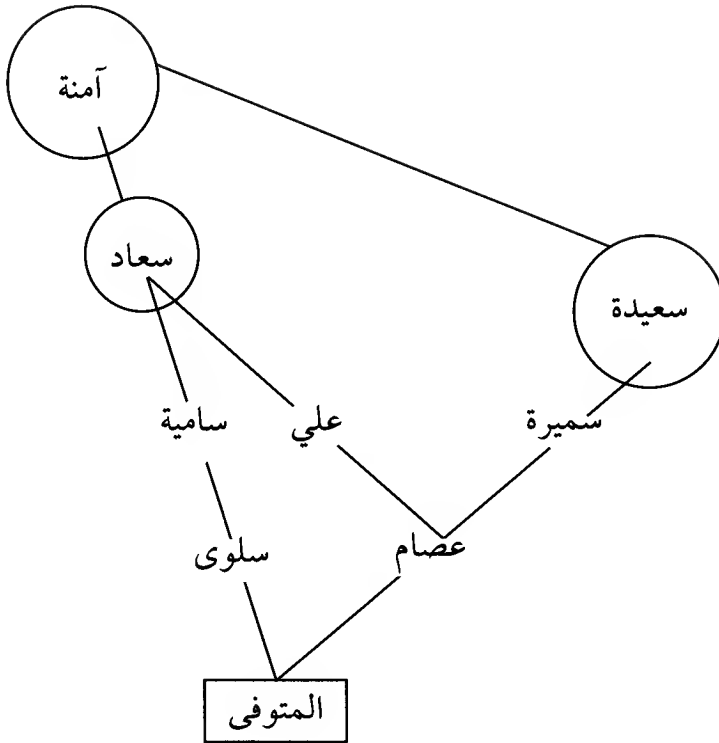 آمنة
سعاد
سعيدة
سامية علي سميرة
سلوى عصام
المتوفى